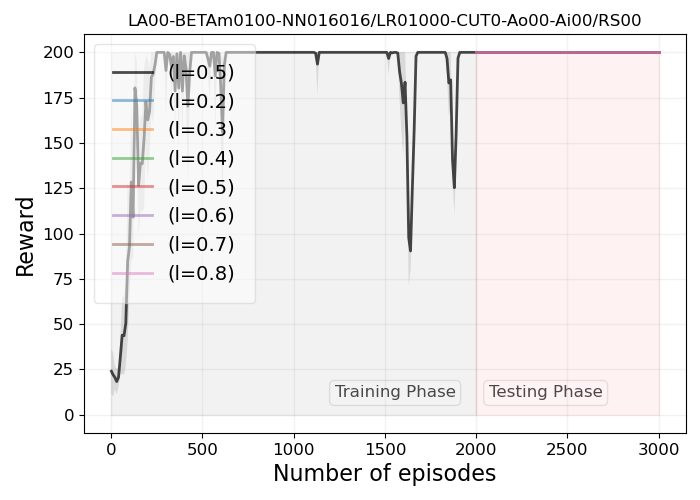 LA00-BETAm0100-NN016016/LR01000-CUT0-Ao00-Ai00/RS00
200
175
150
125
100
75
50
25
0
Reward
(l=0.5)
(l=0.2)
(l=0.3)
(l=0.4)
(l=0.5)
(l=0.6)
(l=0.7)
(l=0.8)
Training Phase
Testing Phase
0 500 1000 1500 2000 2500 3000
Number of episodes